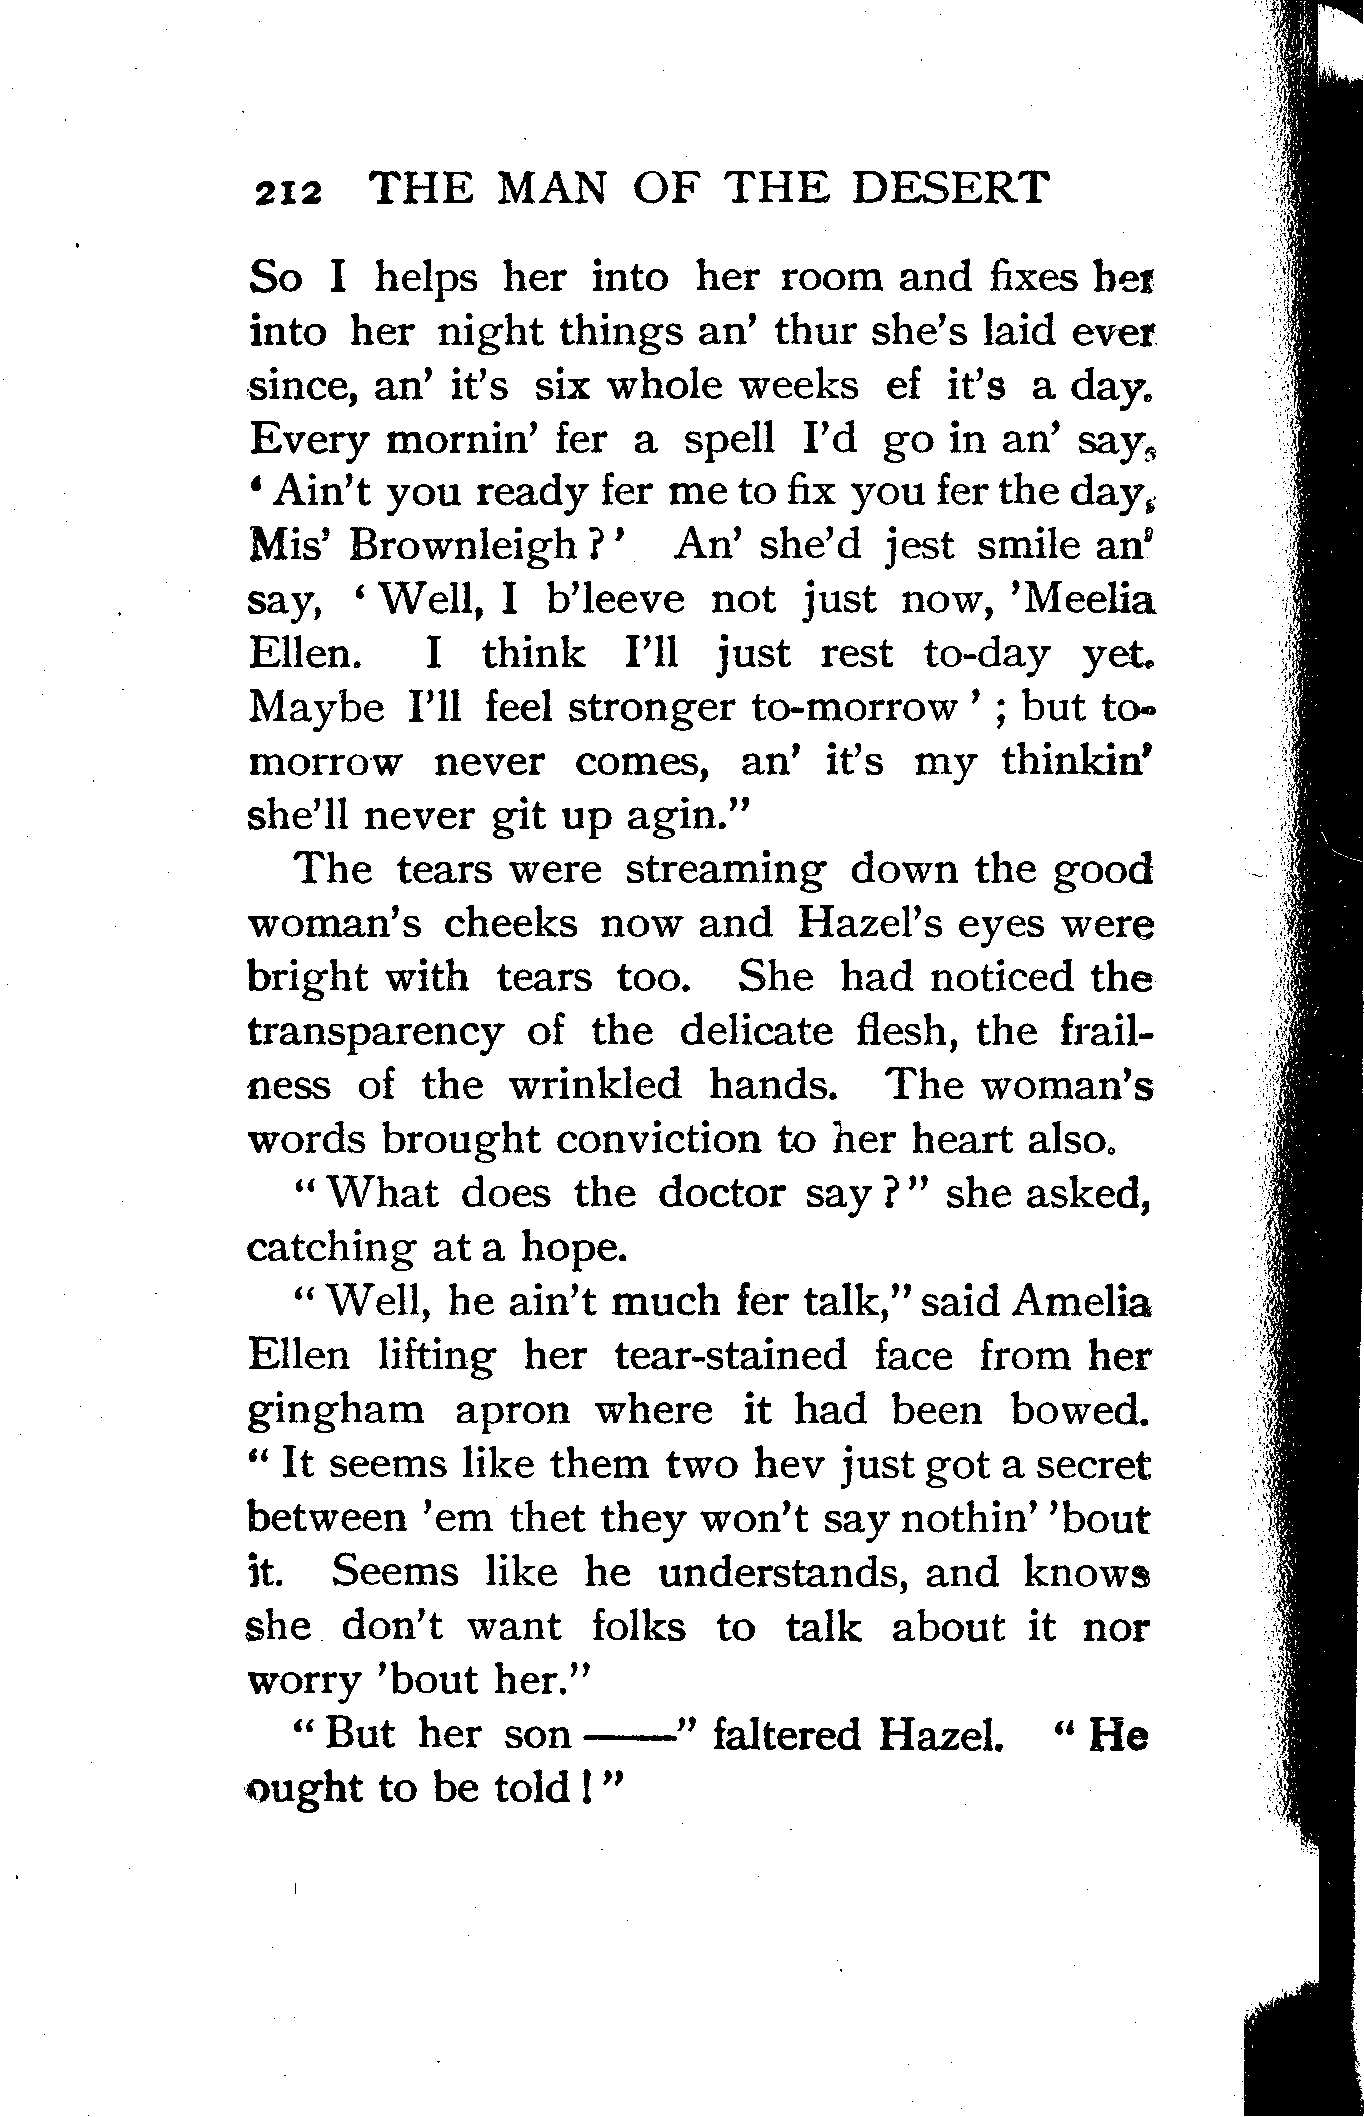 212 THE MAN OF THE DESERT
So I helps her into her room and fixes her
into her night things an' thur she's laid ever
since, an' it's six whole weeks ef it's a day.
Every mornin' fer a spell I'd go in an' say,
‘Ain't you ready fer me to fix you fer the day,
Mis' Brownleigh?' An' she'd jest smile an'
say, ‘Well, I b'leeve not just now, 'Meelia
Ellen. I think I'll just rest to-day yet.
Maybe I'll feel stronger to-morrow'; but to-
morrow never comes, an' it's my thinkin'
she'll never git up agin."
The tears were streaming down the good
woman's cheeks now and Hazel's eyes were
bright with tears too. She had noticed the
transparency of the delicate flesh, the frail-
ness of the wrinkled hands. The woman's
words brought conviction to her heart also.
"What does the doctor say?" she asked,
catching at a hope.
"Well, he ain't much fer talk," said Amelia
Ellen lifting her tear-stained face from her
gingham apron where it had been bowed.
"It seems like them two hev just got a secret
between 'em thet they won't say nothin' 'bout
it. Seems like he understands, and knows
she don't want folks to talk about it nor
worry 'bout her."
"But her son——" faltered Hazel. "He
ought to be told!"